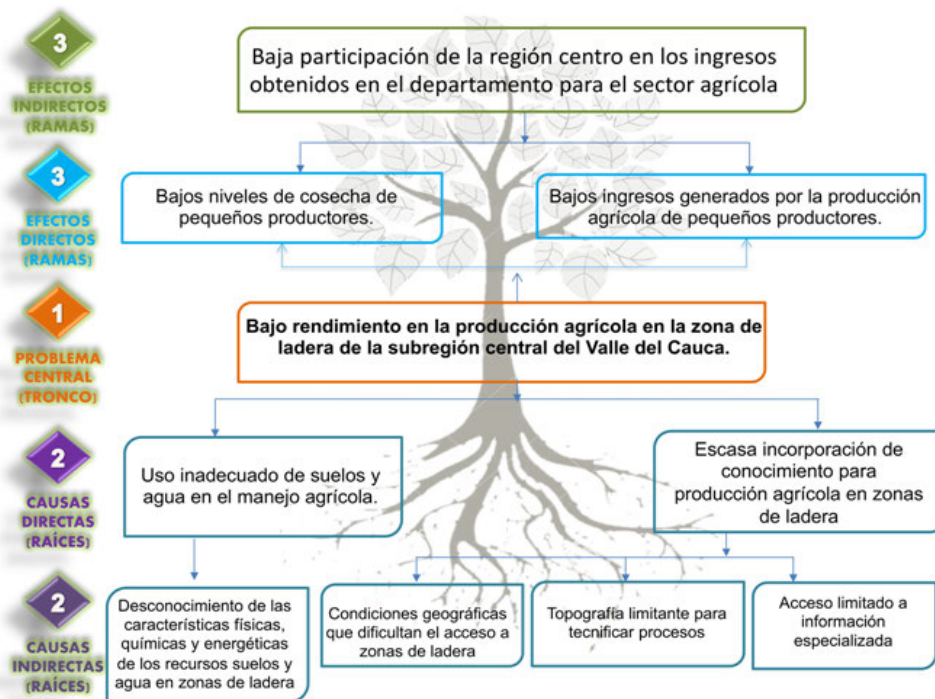 3
EFECTOS
INDIRECTOS
(RAMAS)
Baja participación de la región centro en los ingresos
obtenidos en el departamento para el sector agrícola
3
EFECTOS
DIRECTOS
(RAMAS)
Bajos niveles de cosecha de
pequeños productores.
Bajos ingresos generados por la producción
agrícola de pequeños productores.
1
PROBLEMA
CENTRAL
(TRONCO)
Bajo rendimiento en la producción agrícola en la zona de
ladera de la subregión central del Valle del Cauca.
2
CAUSAS
DIRECTAS
(RAÍCES)
Uso inadecuado de suelos y
agua en el manejo agrícola.
Escasa incorporación de
conocimiento para
producción agrícola en zonas
de ladera
2
CAUSAS
INDIRECTAS
(RAÍCES)
Desconocimiento de las
características físicas,
químicas y energéticas
de los recursos suelos y
agua en zonas de ladera
Condiciones geográficas
que dificultan el acceso a
zonas de ladera
Topografía limitante para
tecnificar procesos
Acceso limitado a
información
especializada